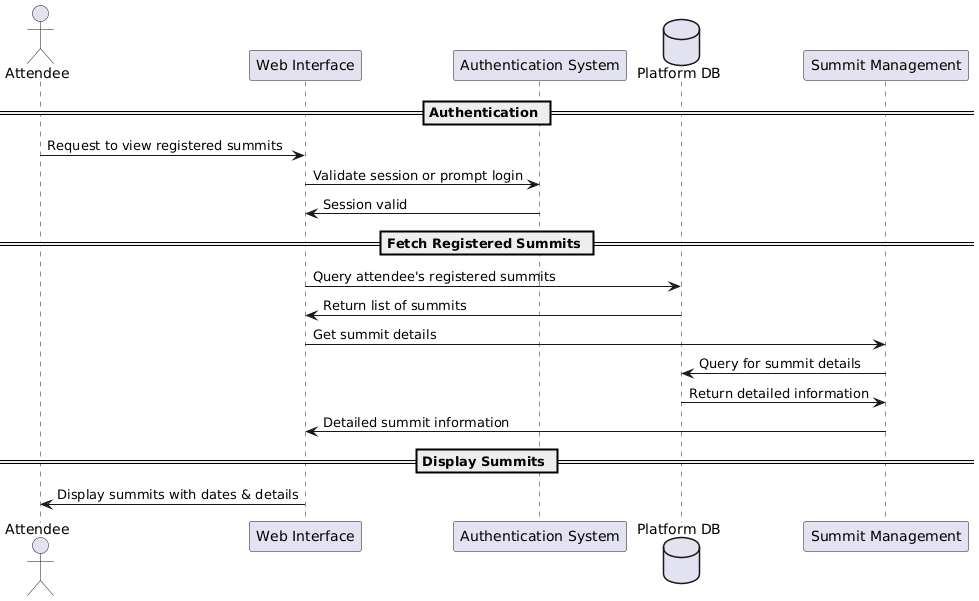 Attendee
Web Interface
Authentication System
Platform DB
Summit Management
Authentication
Request to view registered summits
Validate session or prompt login
Session valid
Fetch Registered Summits
Query attendee's registered summits
Return list of summits
Get summit details
Query for summit details
Return detailed information
Detailed summit information
Display Summits
Display summits with dates & details
Attendee
Web Interface
Authentication System
Platform DB
Summit Management